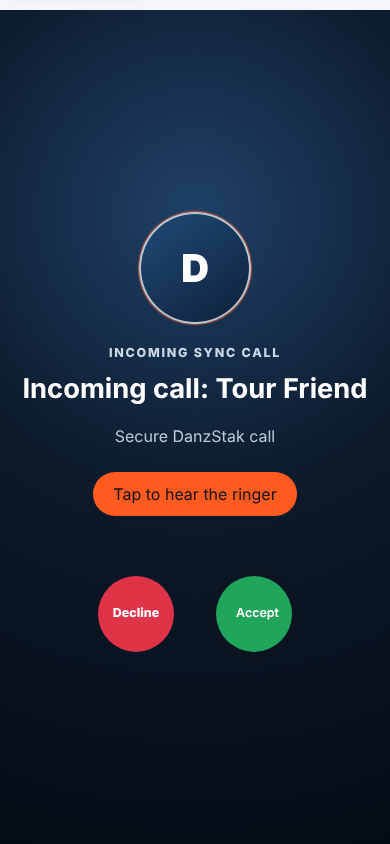 D
INCOMING SYNC CALL
Incoming call: Tour Friend
Secure DanzStak call
Tap to hear the ringer
Decline
Accept